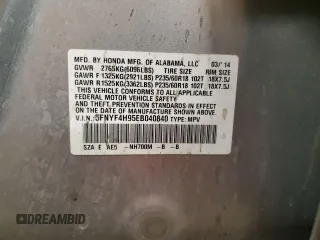 MFD. BY HONDA MFG. OF ALABAMA, LLC 03/'14
GVWR 2765KG(6096LBS) TIRE SIZE RIM SIZE
GAWR F 1325KG(2921LBS) P235/60R18 102T 18X7.5J
GAWR R 1525KG(3362LBS) P235/60R18 102T 18X7.5J
THIS VEHICLE CONFORMS TO ALL APPLICABLE
FEDERAL MOTOR VEHICLE SAFETY AND THEFT
PREVENTION STANDARDS IN EFFECT ON THE
DATE OF MANUFACTURE SHOWN ABOVE.
V.I.N.: 5FNYF4H95EB040840 TYPE: MPV
SZA E AE5 -NH700M -B -B
DREAMBID